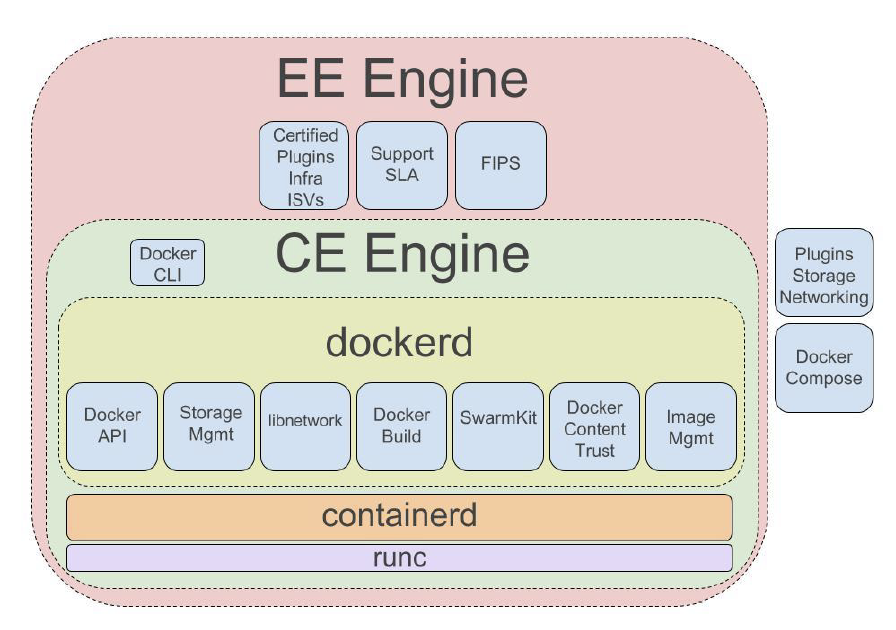 EE Engine
Certified
Plugins
Infra
ISVs
Support
SLA
FIPS
CE Engine
Docker
CLI
dockerd
Docker
API
Storage
Mgmt
libnetwork
Docker
Build
SwarmKit
Docker
Content
Trust
Image
Mgmt
containerd
runc
Plugins
Storage
Networking
Docker
Compose